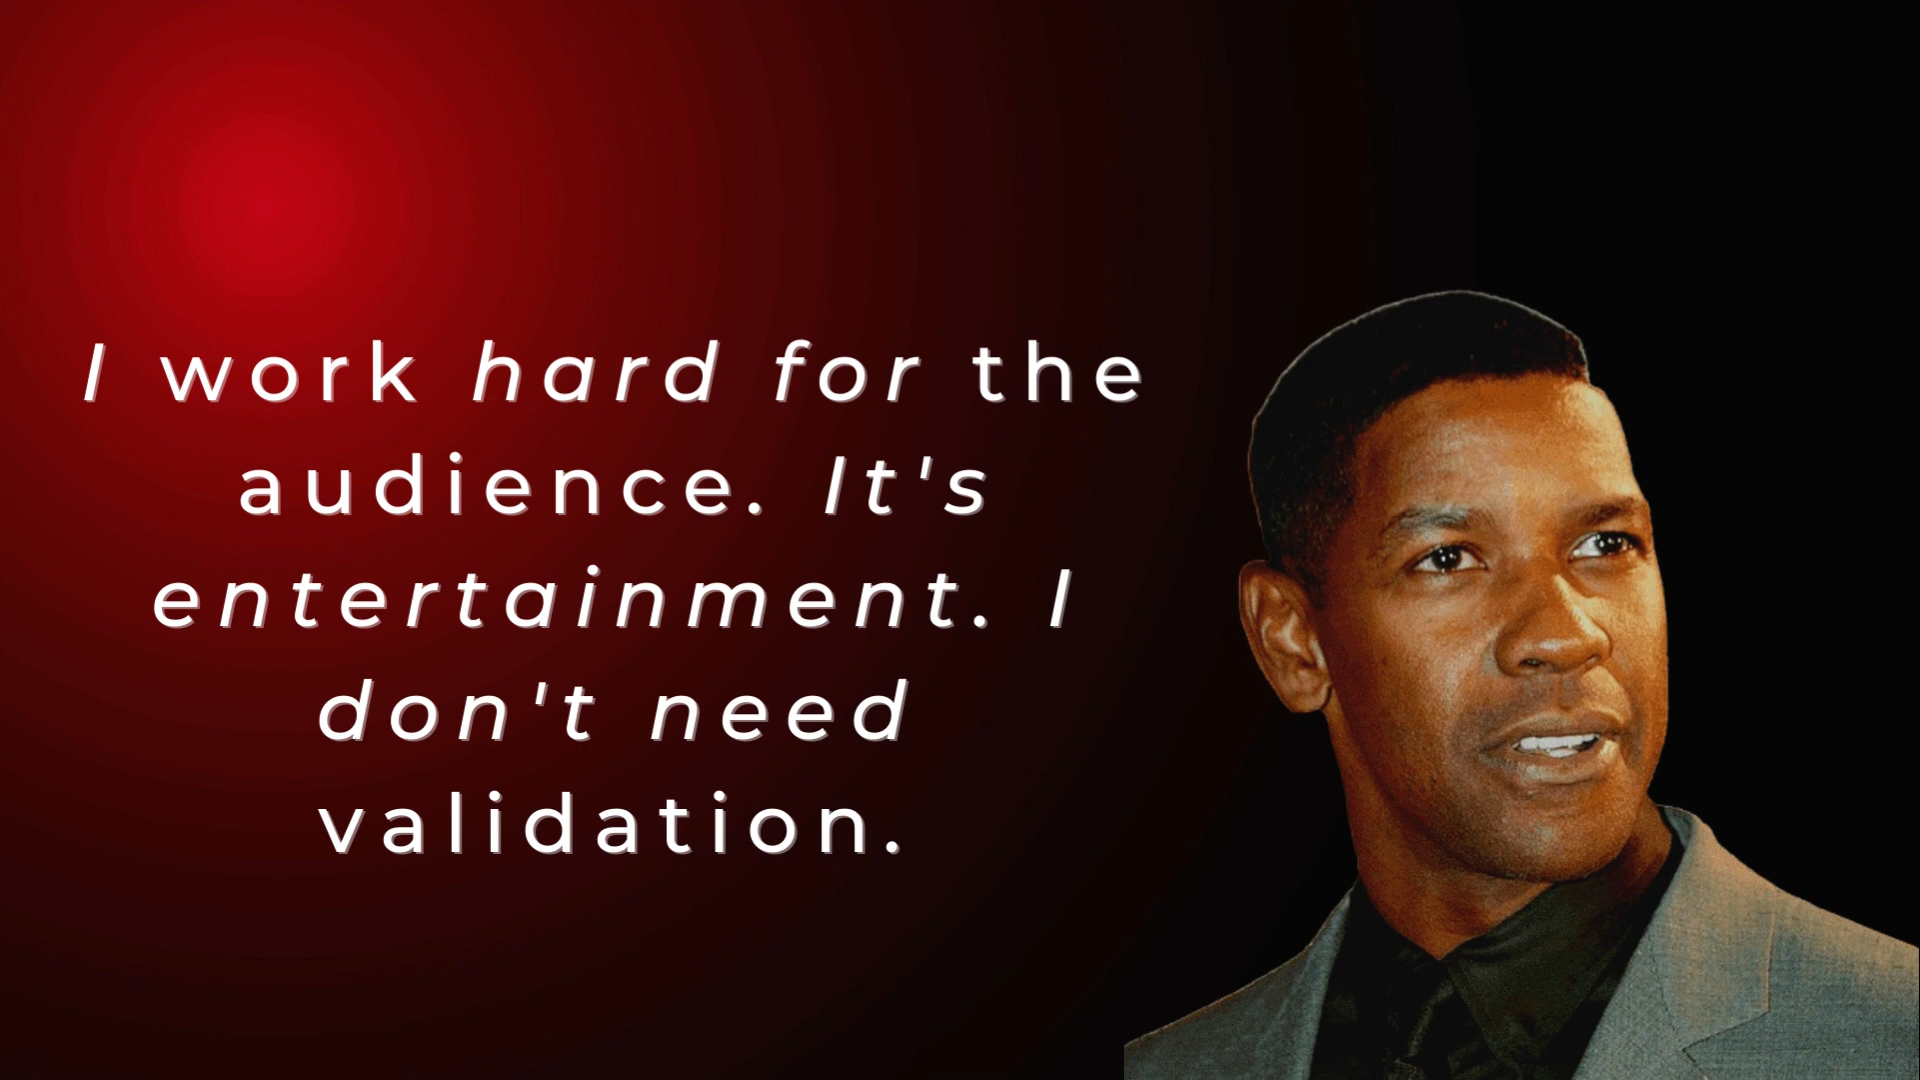 I work hard for the
audience. It's
entertainment. I
don't need
validation.